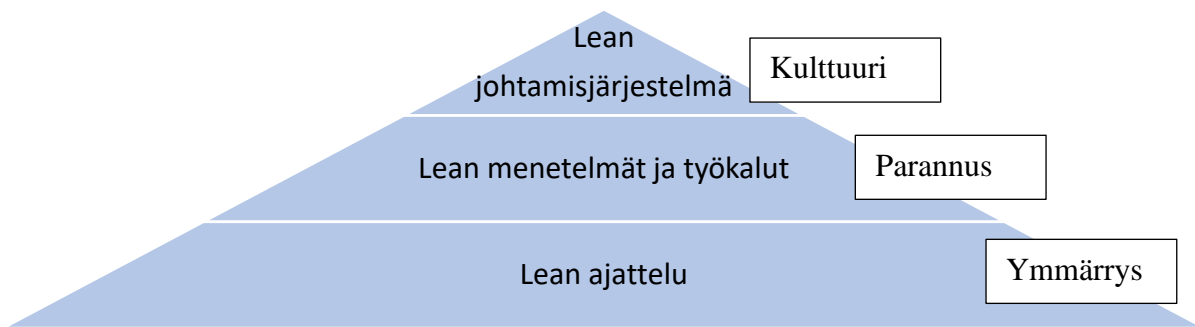 Lean
johtamisjärjestelmä
Kulttuuri
Lean menetelmät ja työkalut
Parannus
Lean ajattelu
Ymmärrys